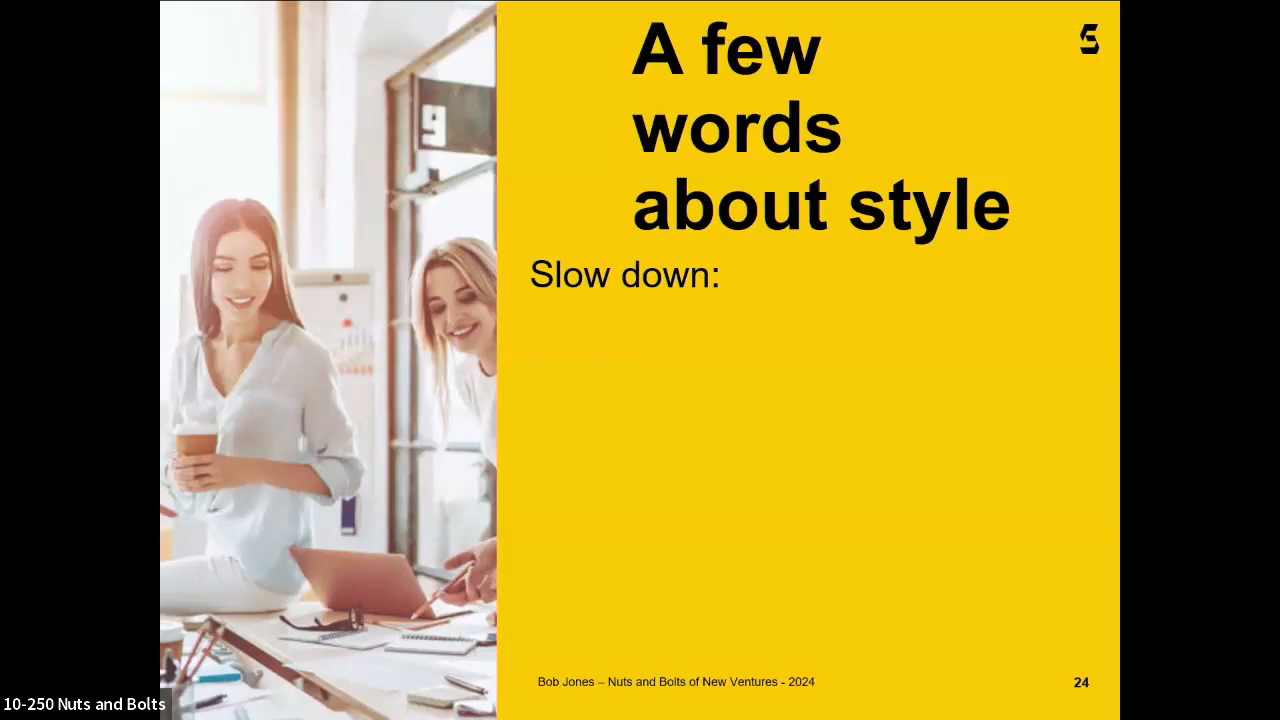 A few
words
about style
Slow down:
Bob Jones – Nuts and Bolts of New Ventures - 2024
24
10-250 Nuts and Bolts
9